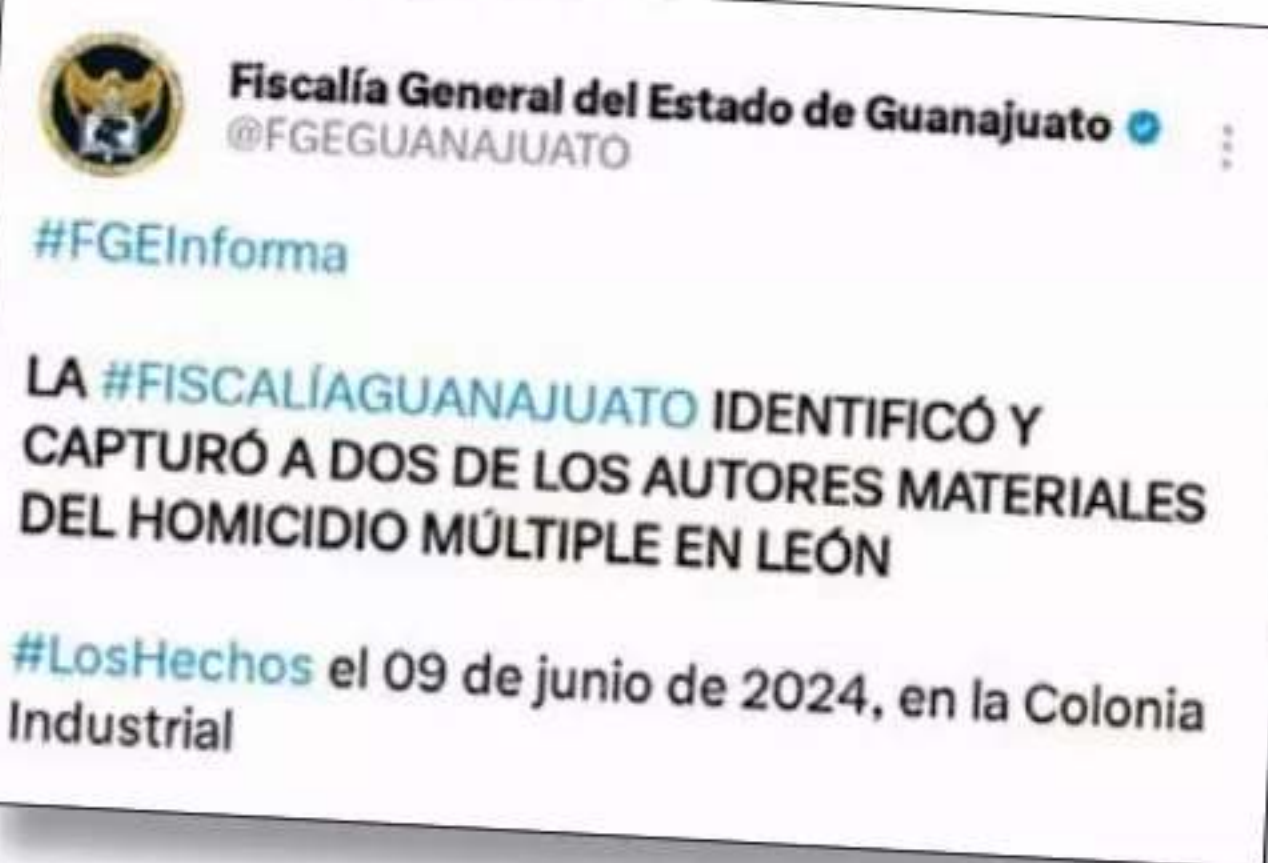 Fiscalía General del Estado de Guanajuato
@FGEGUANAJUATO
#FGEInforma
LA #FISCALÍAGUANAJUATO IDENTIFICÓ Y
CAPTURÓ A DOS DE LOS AUTORES MATERIALES
DEL HOMICIDIO MÚLTIPLE EN LEÓN
#LosHechos el 09 de junio de 2024, en la Colonia
Industrial